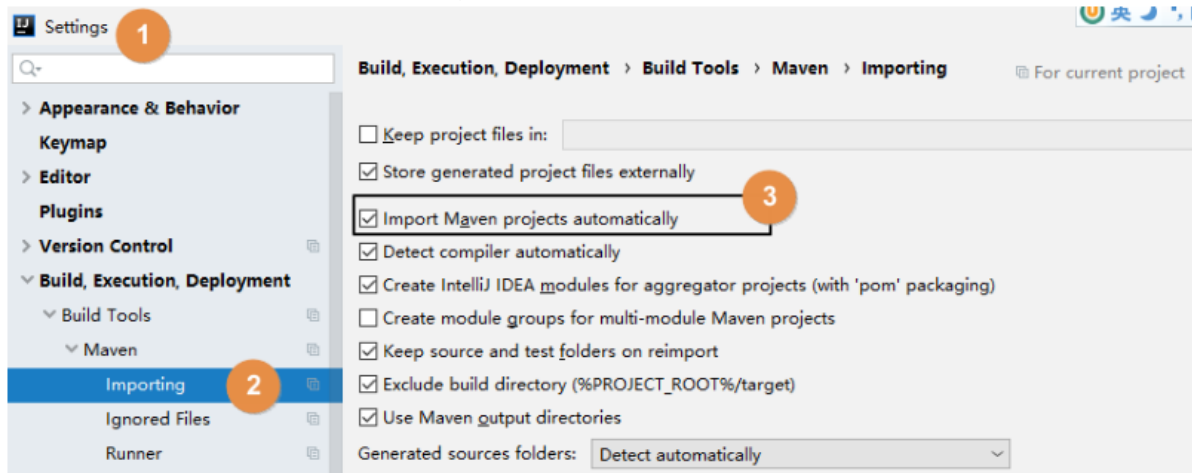 Settings
1
英
Build, Execution, Deployment > Build Tools > Maven > Importing
For current project
Appearance & Behavior
Keymap
Editor
Plugins
Version Control
Build, Execution, Deployment
Build Tools
Maven
Importing
2
Ignored Files
Runner
Keep project files in:
Store generated project files externally
3
Import Maven projects automatically
Detect compiler automatically
Create IntelliJ IDEA modules for aggregator projects (with 'pom' packaging)
Create module groups for multi-module Maven projects
Keep source and test folders on reimport
Exclude build directory (%PROJECT_ROOT%/target)
Use Maven output directories
Generated sources folders: Detect automatically